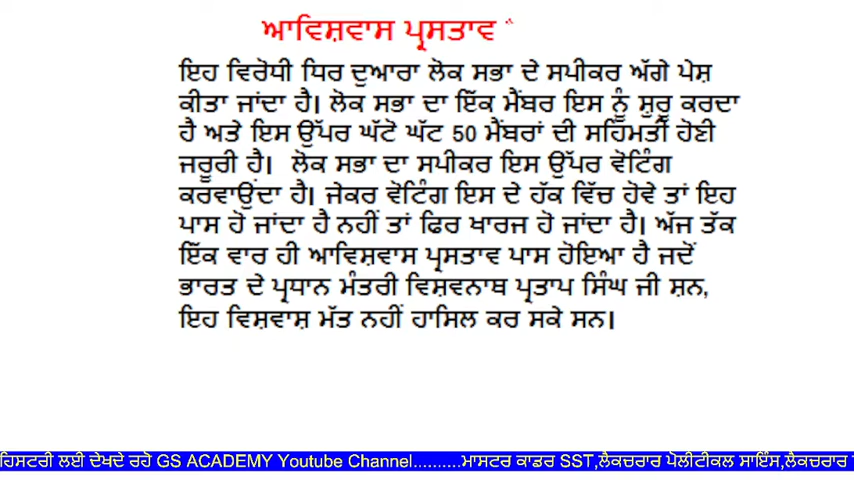 ਆਵਿਸ਼ਵਾਸ ਪ੍ਰਸਤਾਵ
ਇਹ ਵਿਰੋਧੀ ਧਿਰ ਦੁਆਰਾ ਲੋਕ ਸਭਾ ਦੇ ਸਪੀਕਰ ਅੱਗੇ ਪੇਸ਼
ਕੀਤਾ ਜਾਂਦਾ ਹੈ। ਲੋਕ ਸਭਾ ਦਾ ਇੱਕ ਮੈਂਬਰ ਇਸ ਨੂੰ ਸ਼ੁਰੂ ਕਰਦਾ
ਹੈ ਅਤੇ ਇਸ ਉੱਪਰ ਘੱਟੋ ਘੱਟ 50 ਮੈਂਬਰਾਂ ਦੀ ਸਹਿਮਤੀ ਹੋਣੀ
ਜਰੂਰੀ ਹੈ। ਲੋਕ ਸਭਾ ਦਾ ਸਪੀਕਰ ਇਸ ਉੱਪਰ ਵੋਟਿੰਗ
ਕਰਵਾਉਂਦਾ ਹੈ। ਜੇਕਰ ਵੋਟਿੰਗ ਇਸ ਦੇ ਹੱਕ ਵਿੱਚ ਹੋਵੇ ਤਾਂ ਇਹ
ਪਾਸ ਹੋ ਜਾਂਦਾ ਹੈ ਨਹੀਂ ਤਾਂ ਫਿਰ ਖਾਰਜ ਹੋ ਜਾਂਦਾ ਹੈ। ਅੱਜ ਤੱਕ
ਇੱਕ ਵਾਰ ਹੀ ਆਵਿਸ਼ਵਾਸ ਪ੍ਰਸਤਾਵ ਪਾਸ ਹੋਇਆ ਹੈ ਜਦੋਂ
ਭਾਰਤ ਦੇ ਪ੍ਰਧਾਨ ਮੰਤਰੀ ਵਿਸ਼ਵਨਾਥ ਪ੍ਰਤਾਪ ਸਿੰਘ ਜੀ ਸ਼ਨ,
ਇਹ ਵਿਸ਼ਵਾਸ਼ ਮੱਤ ਨਹੀਂ ਹਾਸਿਲ ਕਰ ਸਕੇ ਸਨ।
ਹਿਸਟਰੀ ਲਈ ਦੇਖਦੇ ਰਹੋ GS ACADEMY Youtube Channel..........ਮਾਸਟਰ ਕਾਡਰ SST,ਲੈਕਚਰਾਰ ਪੋਲੀਟੀਕਲ ਸਾਇੰਸ,ਲੈਕਚਰਾਰ